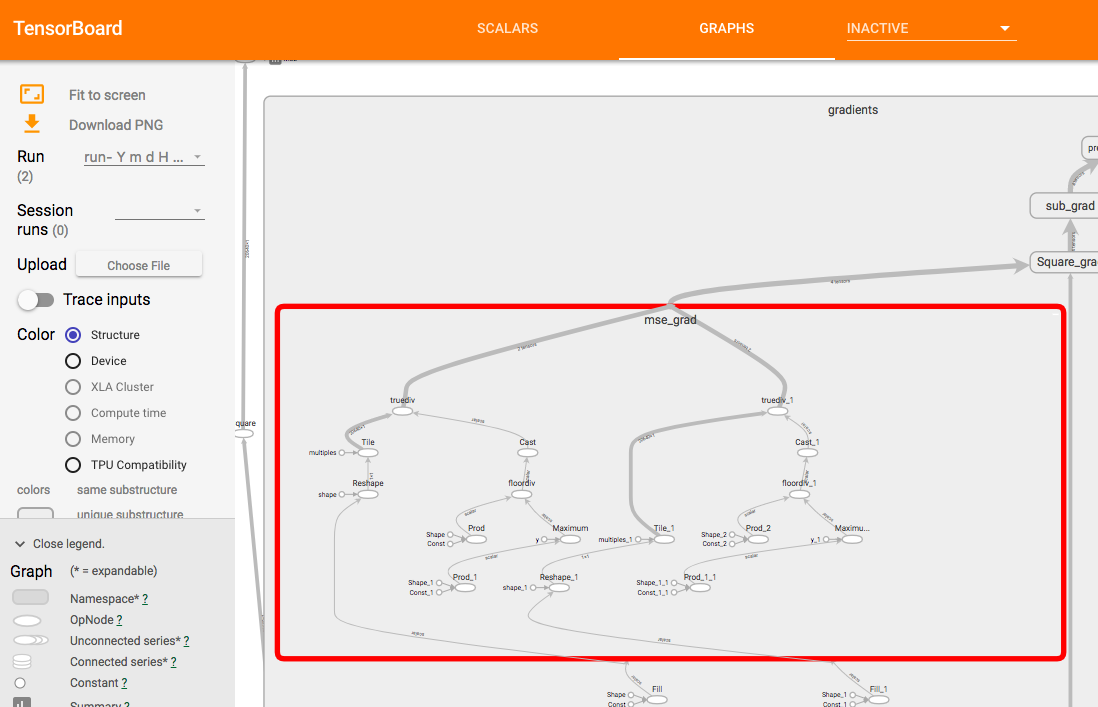 TensorBoard SCALARS GRAPHS INACTIVE
Fit to screen
Download PNG
Run run- Y m d H ...
(2)
Session
runs (0)
Upload Choose File
Trace inputs
Color Structure
Device
XLA Cluster
Compute time
Memory
TPU Compatibility
colors same substructure
unique substructure
Close legend.
Graph (* = expandable)
Namespace* ?
OpNode ?
Unconnected series* ?
Connected series* ?
Constant ?
Summary ?
gradients
sub_grad
Square_gra
mse_grad
truediv
truediv_1
quare
Tile
Cast
Cast_1
multiples
Reshape
floordiv
floordiv_1
shape
Prod
Maximum
Tile_1
Prod_2
Maximu...
Shape
Const
y
multiples_1
Shape_2
Const_2
y_1
Prod_1
Reshape_1
Prod_1_1
Shape_1
Const_1
shape_1
Shape_1_1
Const_1_1
Fill
Fill_1
Shape
Const
Shape_1
Const_1